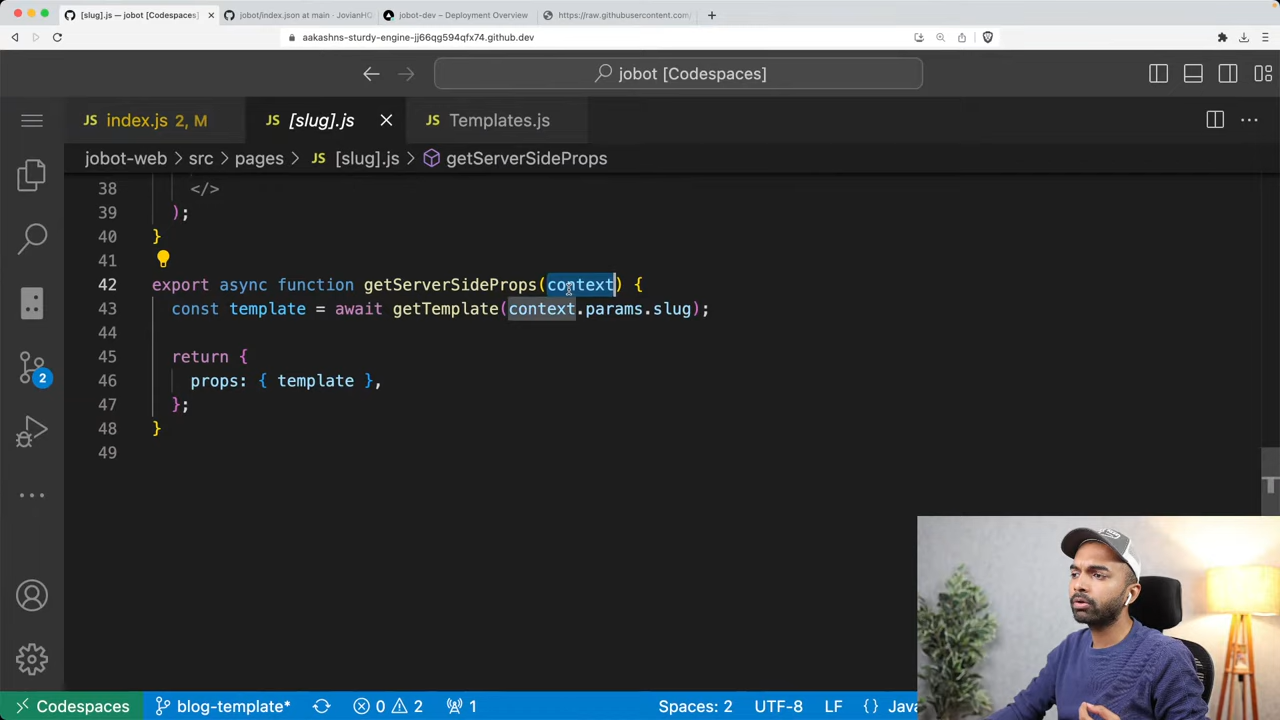 [slug].js — jobot [Codespaces]
jobot/index.json at main · JovianHQ
jobot-dev – Deployment Overview
https://raw.githubusercontent.com/
aakashns-sturdy-engine-jj66qg594qfx74.github.dev
jobot [Codespaces]
JS index.js 2, M
JS [slug].js
JS Templates.js
jobot-web > src > pages > JS [slug].js > getServerSideProps
38 </>
39 );
40 }
41
42 export async function getServerSideProps(context) {
43 const template = await getTemplate(context.params.slug);
44
45 return {
46 props: { template },
47 };
48 }
49
2
Codespaces
blog-template*
0 2
1
Spaces: 2
UTF-8
LF
{} Java